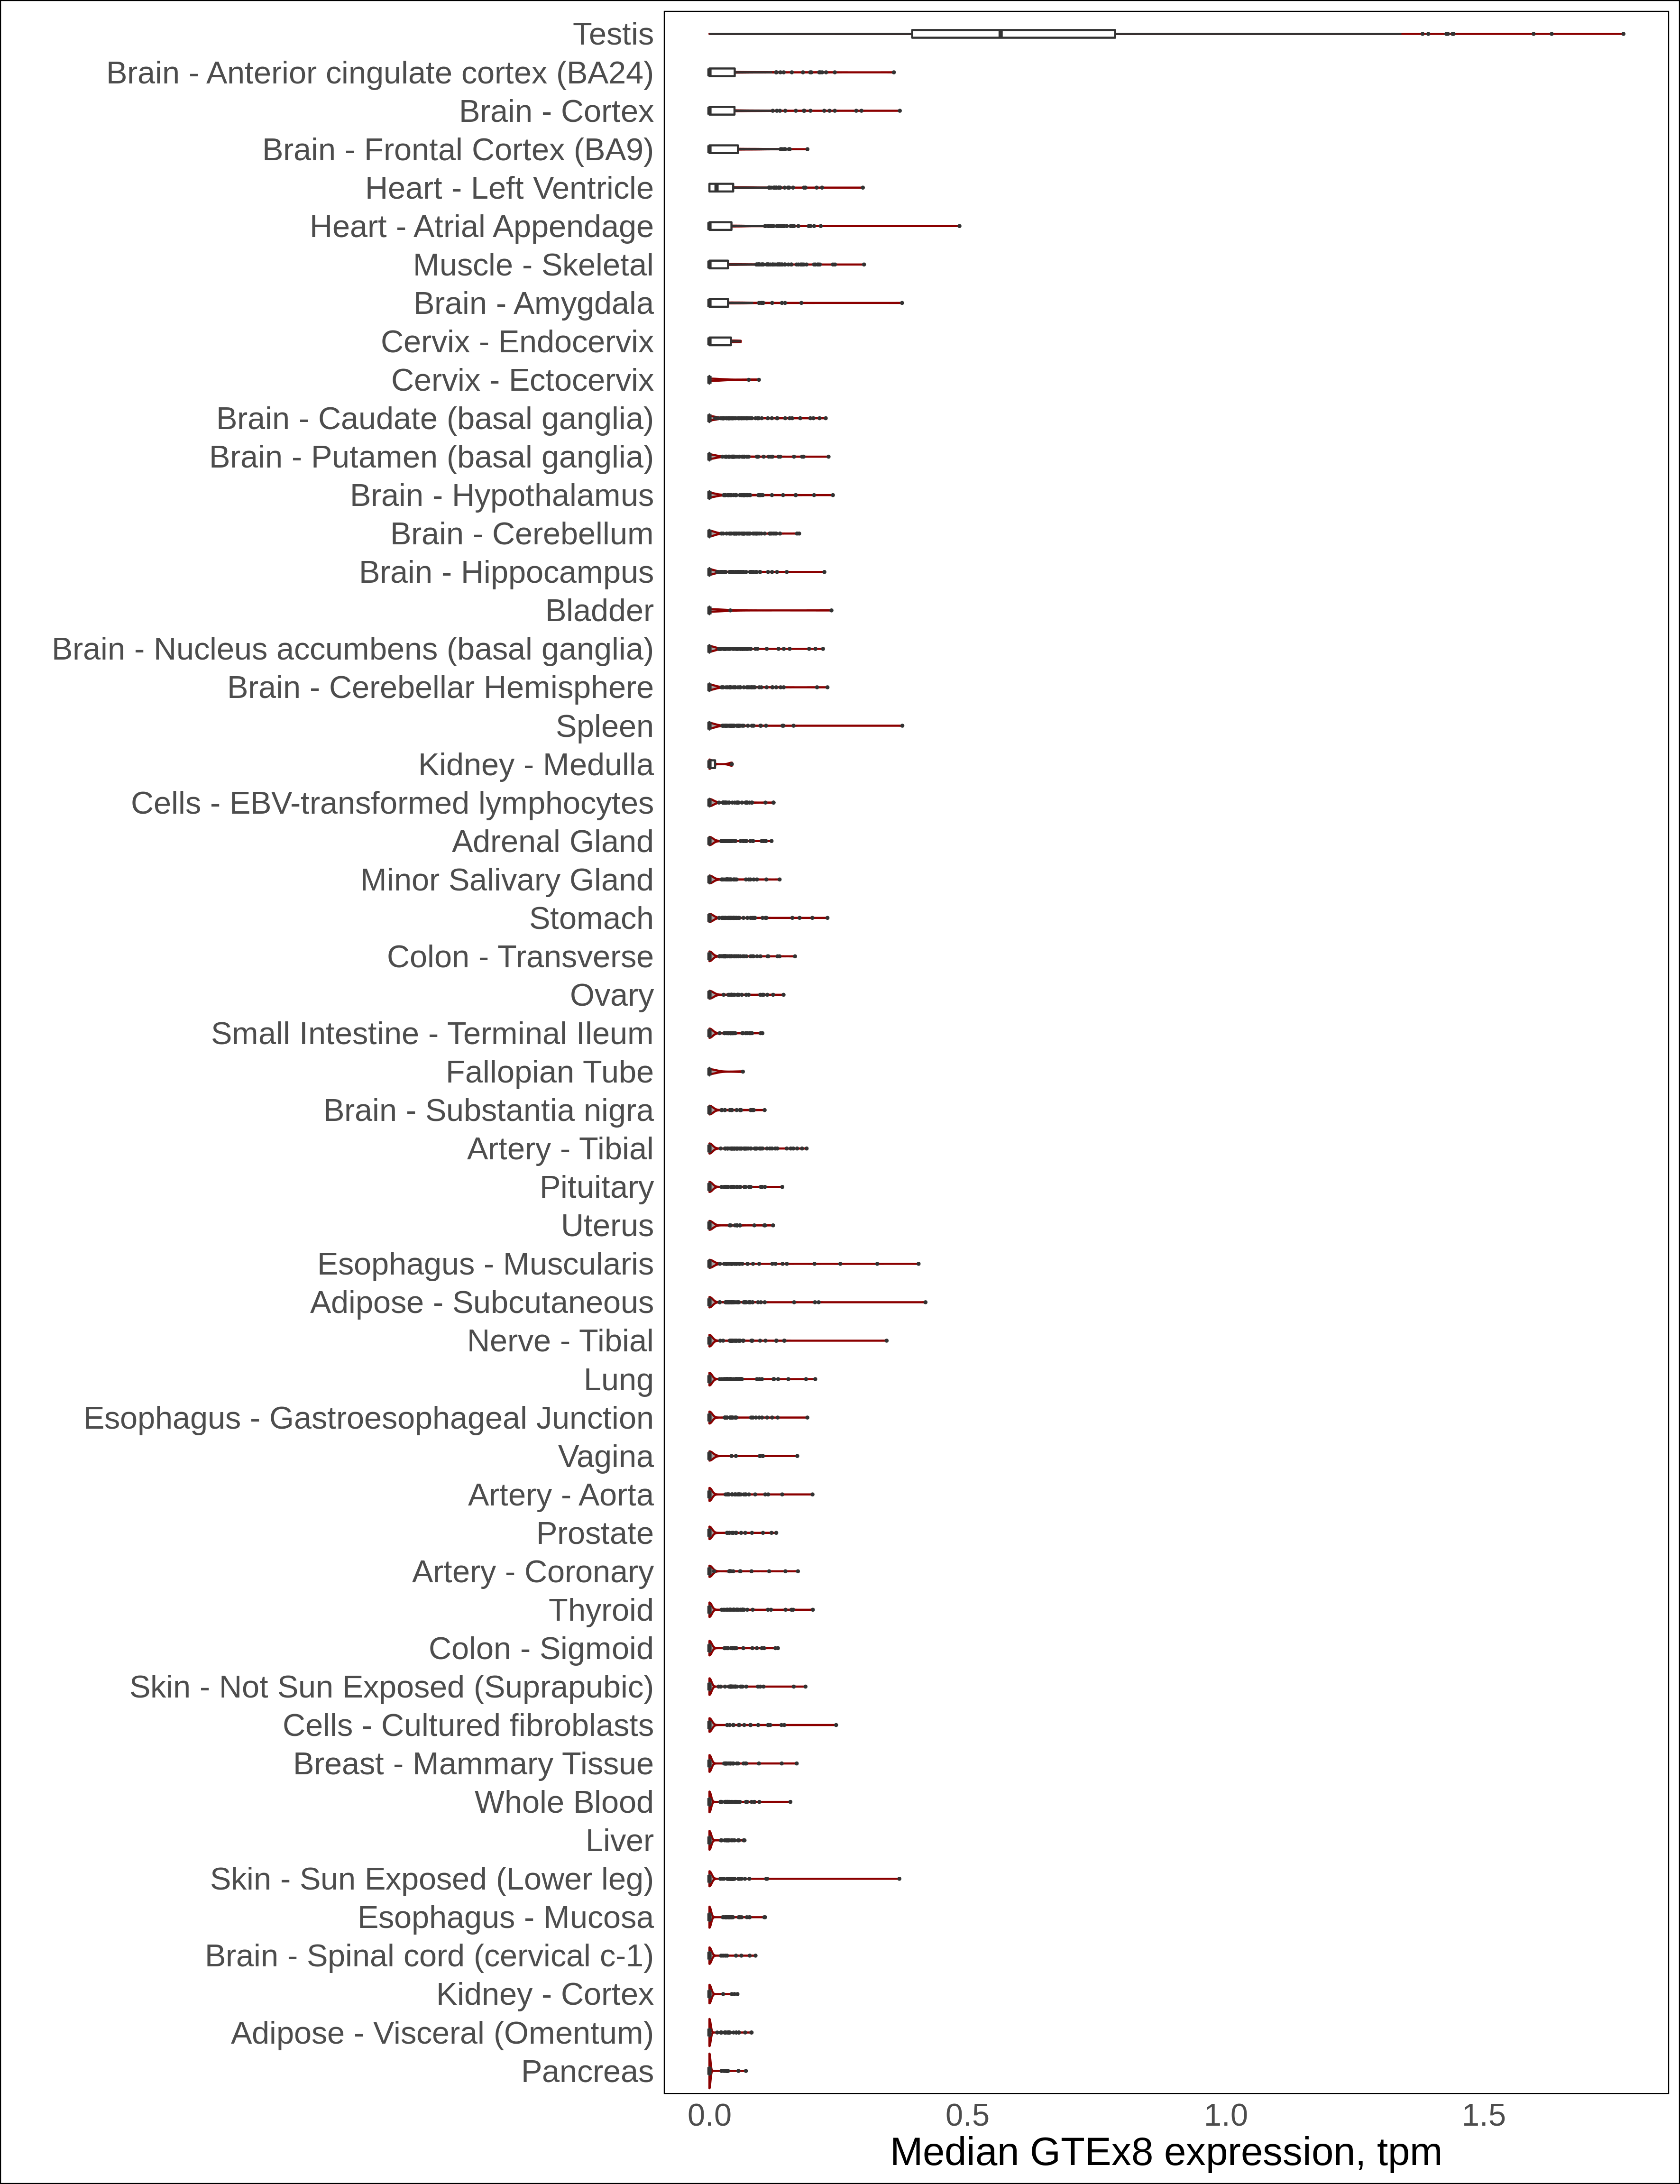 Testis
Brain - Anterior cingulate cortex (BA24)
Brain - Cortex
Brain - Frontal Cortex (BA9)
Heart - Left Ventricle
Heart - Atrial Appendage
Muscle - Skeletal
Brain - Amygdala
Cervix - Endocervix
Cervix - Ectocervix
Brain - Caudate (basal ganglia)
Brain - Putamen (basal ganglia)
Brain - Hypothalamus
Brain - Cerebellum
Brain - Hippocampus
Bladder
Brain - Nucleus accumbens (basal ganglia)
Brain - Cerebellar Hemisphere
Spleen
Kidney - Medulla
Cells - EBV-transformed lymphocytes
Adrenal Gland
Minor Salivary Gland
Stomach
Colon - Transverse
Ovary
Small Intestine - Terminal Ileum
Fallopian Tube
Brain - Substantia nigra
Artery - Tibial
Pituitary
Uterus
Esophagus - Muscularis
Adipose - Subcutaneous
Nerve - Tibial
Lung
Esophagus - Gastroesophageal Junction
Vagina
Artery - Aorta
Prostate
Artery - Coronary
Thyroid
Colon - Sigmoid
Skin - Not Sun Exposed (Suprapubic)
Cells - Cultured fibroblasts
Breast - Mammary Tissue
Whole Blood
Liver
Skin - Sun Exposed (Lower leg)
Esophagus - Mucosa
Brain - Spinal cord (cervical c-1)
Kidney - Cortex
Adipose - Visceral (Omentum)
Pancreas
0.0 0.5 1.0 1.5
Median GTEx8 expression, tpm